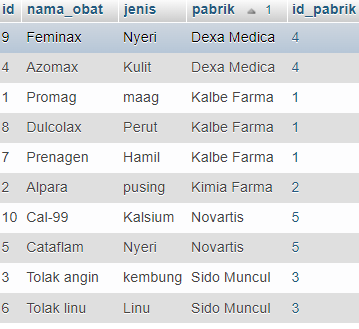 id nama_obat jenis pabrik 1 id_pabrik
9 Feminax Nyeri Dexa Medica 4
4 Azomax Kulit Dexa Medica 4
1 Promag maag Kalbe Farma 1
8 Dulcolax Perut Kalbe Farma 1
7 Prenagen Hamil Kalbe Farma 1
2 Alpara pusing Kimia Farma 2
10 Cal-99 Kalsium Novartis 5
5 Cataflam Nyeri Novartis 5
3 Tolak angin kembung Sido Muncul 3
6 Tolak linu Linu Sido Muncul 3